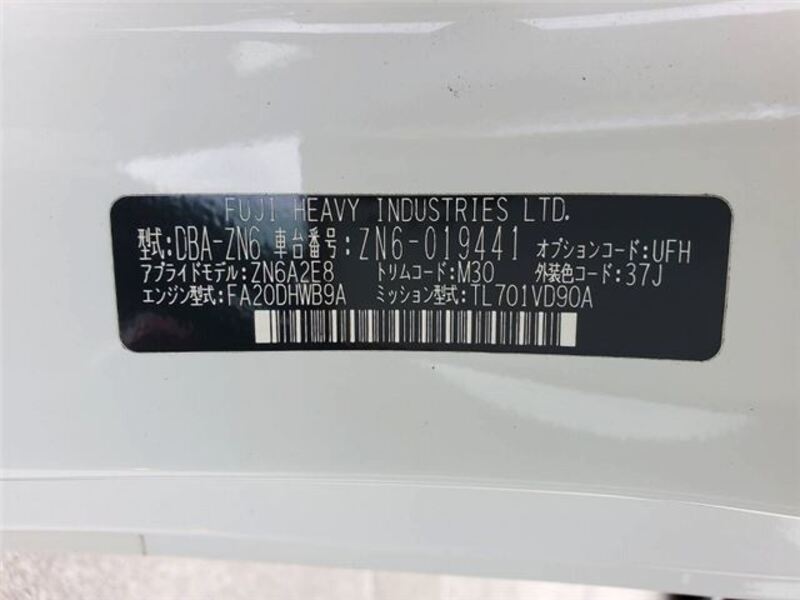 FUJI HEAVY INDUSTRIES LTD.
型式:DBA-ZN6 車台番号:ZN6-019441 オプションコード:UFH
アプライドモデル:ZN6A2E8 トリムコード:M30 外装色コード:37J
エンジン型式:FA20DHWB9A ミッション型式:TL701VD90A